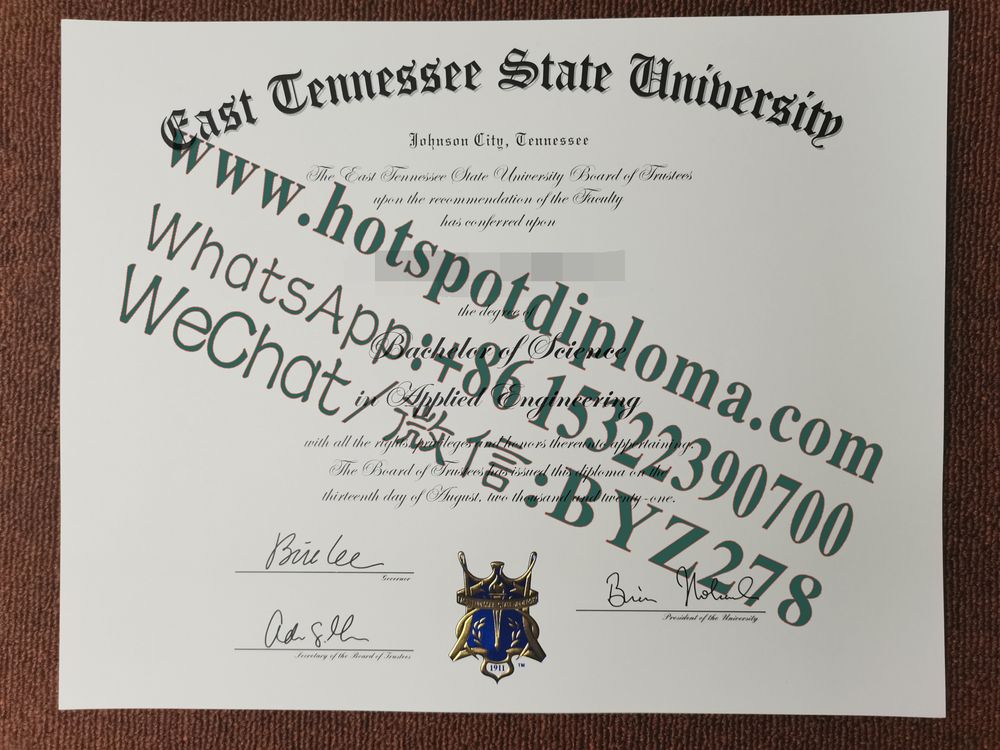 East Tennessee State University
Johnson City, Tennessee
The East Tennessee State University Board of Trustees
upon the recommendation of the Faculty
has conferred upon
the degree of
Bachelor of Science
in Applied Engineering
with all the rights, privileges and honors thereunto appertaining.
The Board of Trustees has issued this diploma on the
thirteenth day of August, two thousand and twenty-one.
www.hotspotdiploma.com
WhatsApp:+86 15322390700
WeChat/微信:BYZ278
Governor
Secretary of the Board of Trustees
President of the University
1911
TM